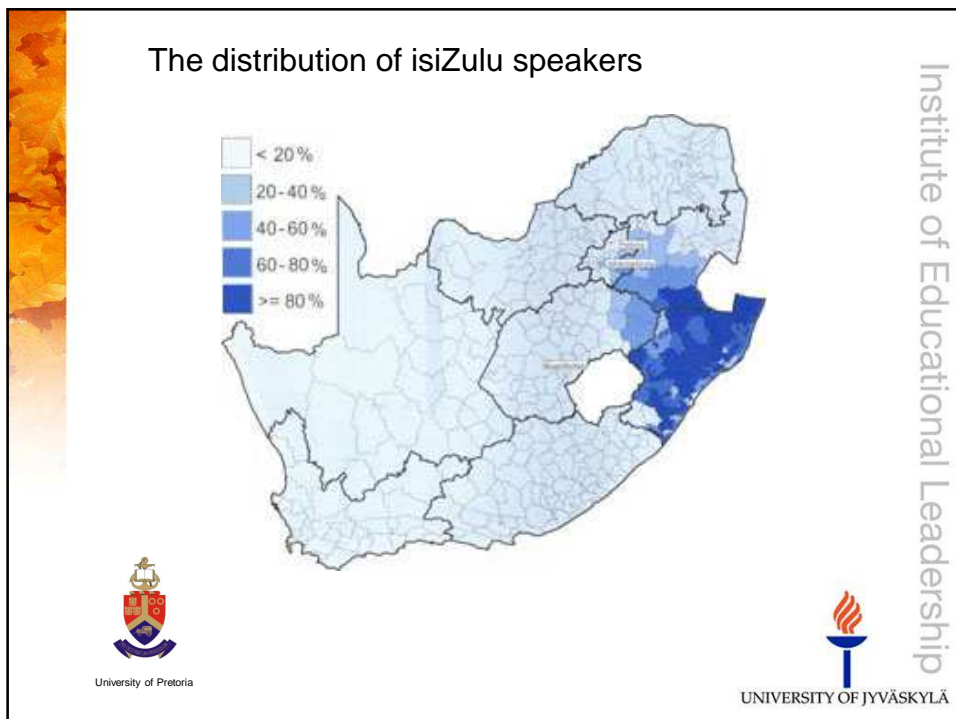 The distribution of isiZulu speakers
< 20 %
20-40 %
40-60 %
60-80 %
>= 80 %
Institute of Educational Leadership
University of Pretoria
UNIVERSITY OF JYVÄSKYLÄ